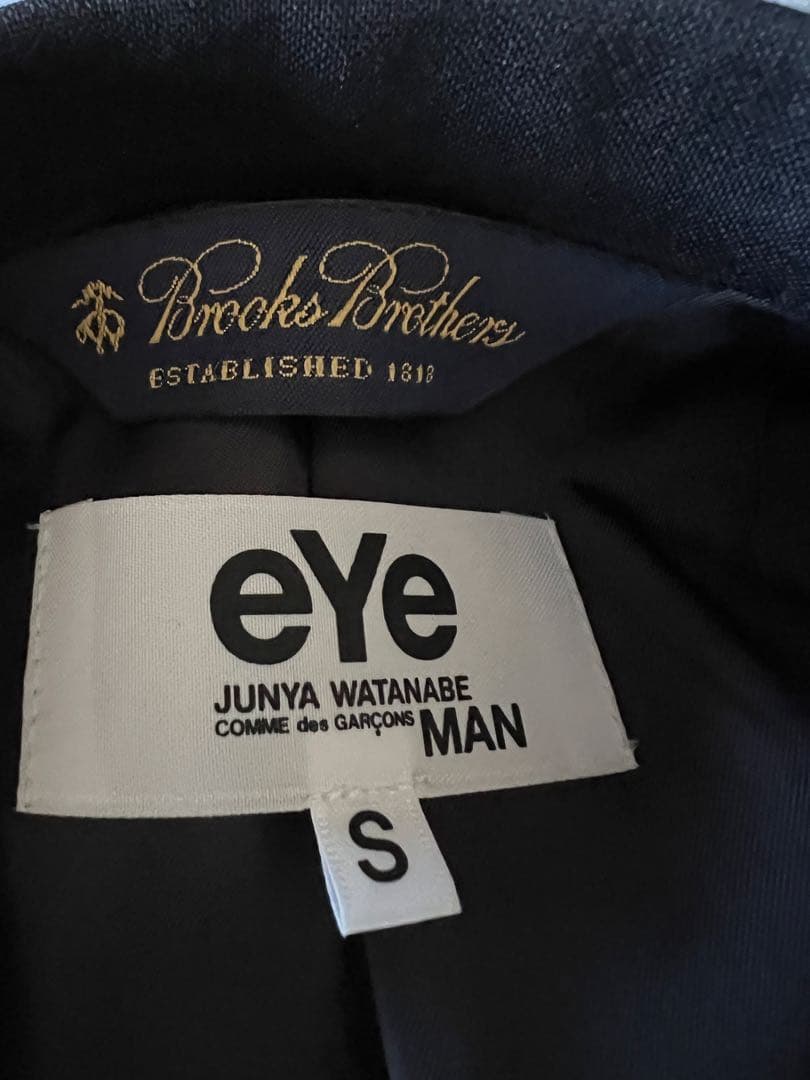 Brooks Brothers
ESTABLISHED 1818
eYe
JUNYA WATANABE
COMME des GARÇONS MAN
S